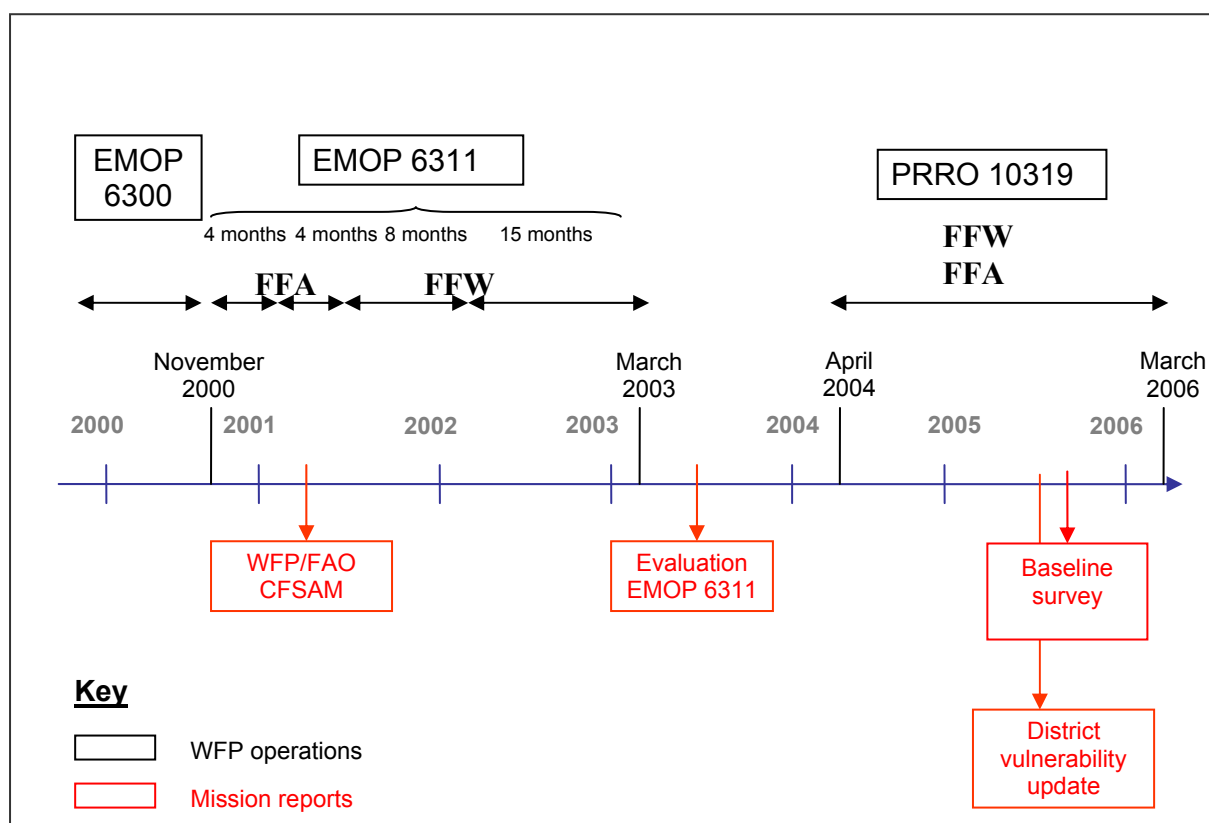 EMOP
6300
EMOP 6311
PRRO 10319
4 months 4 months 8 months 15 months
FFW
FFA
FFA
FFW
November
2000
March
2003
April
2004
March
2006
2000
2001
2002
2003
2004
2005
2006
WFP/FAO
CFSAM
Evaluation
EMOP 6311
Baseline
survey
District
vulnerability
update
Key
WFP operations
Mission reports